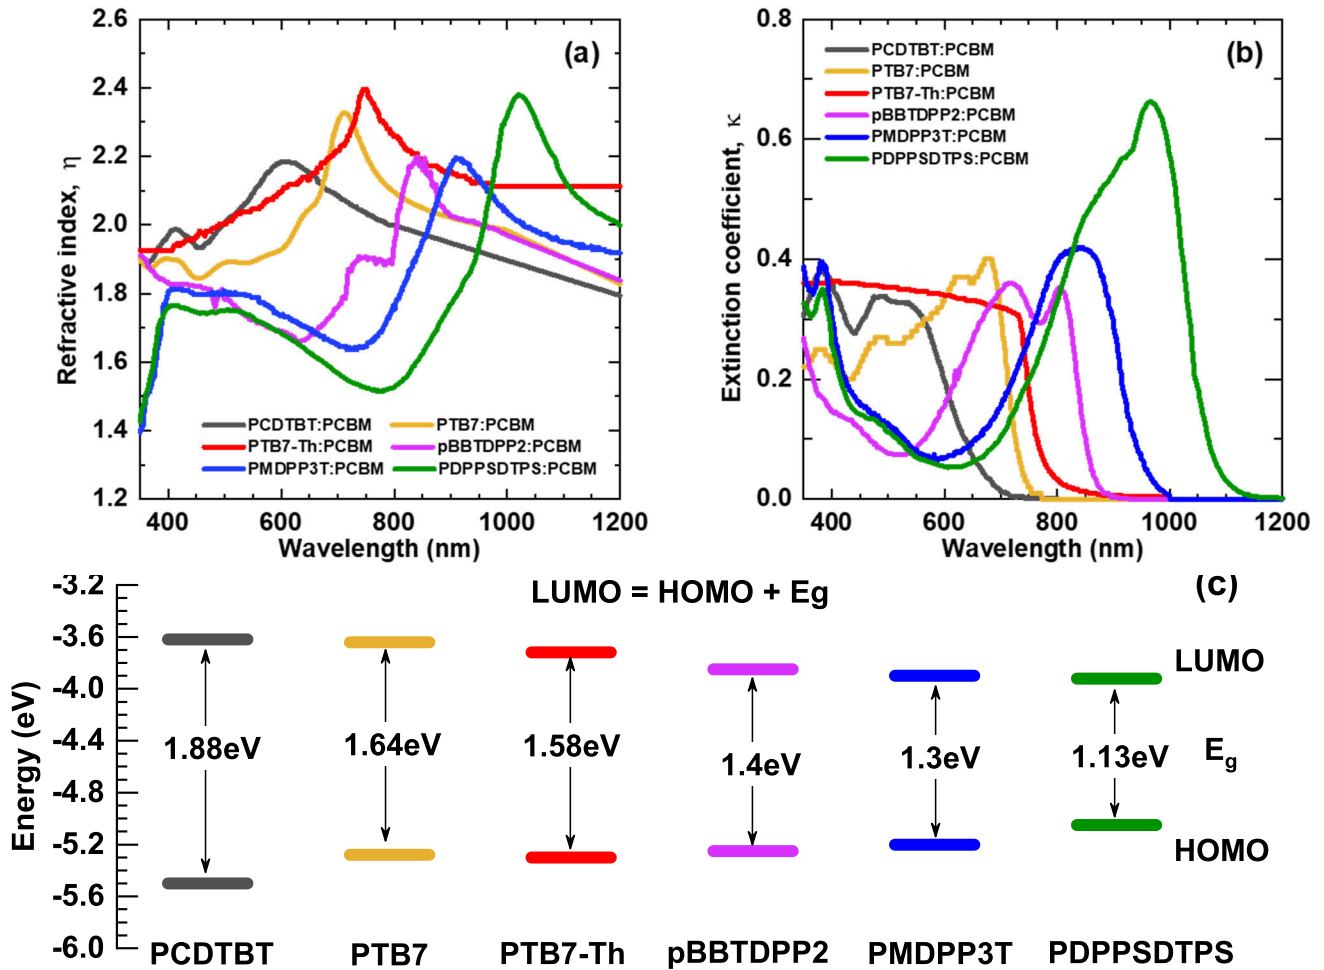 (a)
Refractive index, η
2.6
2.4
2.2
2.0
1.8
1.6
1.4
1.2
PCDTBT:PCBM
PTB7:PCBM
PTB7-Th:PCBM
pBBTDPP2:PCBM
PMDPP3T:PCBM
PDPPSDTPS:PCBM
400 600 800 1000 1200
Wavelength (nm)
(b)
Extinction coefficient, κ
0.8
0.6
0.4
0.2
0.0
PCDTBT:PCBM
PTB7:PCBM
PTB7-Th:PCBM
pBBTDPP2:PCBM
PMDPP3T:PCBM
PDPPSDTPS:PCBM
400 600 800 1000 1200
Wavelength (nm)
(c)
LUMO = HOMO + Eg
Energy (eV)
-3.2
-3.6
-4.0
-4.4
-4.8
-5.2
-5.6
-6.0
LUMO
1.88eV 1.64eV 1.58eV 1.4eV 1.3eV 1.13eV Eg
HOMO
PCDTBT PTB7 PTB7-Th pBBTDPP2 PMDPP3T PDPPSDTPS